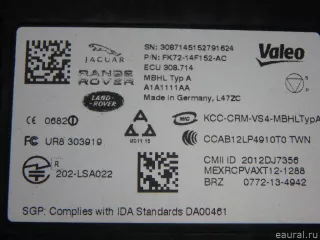 SN: 3087145152791624
P/N: FK72-14F152-AC
ECU 308.714
MBHL Typ A
A1A1111AA
Made in Germany, L47ZC
Valeo
JAGUAR
RANGE ROVER
LAND-ROVER
CE 0682
UR8 303919
202-LSA022
KCC-CRM-VS4-MBHLTypA
CCAB12LP4910T0 TWN
CMII ID 2012DJ7356
MEXRCPVAXT12-1288
BRZ 0772-13-4942
SGP: Complies with IDA Standards DA00461
eaural.ru